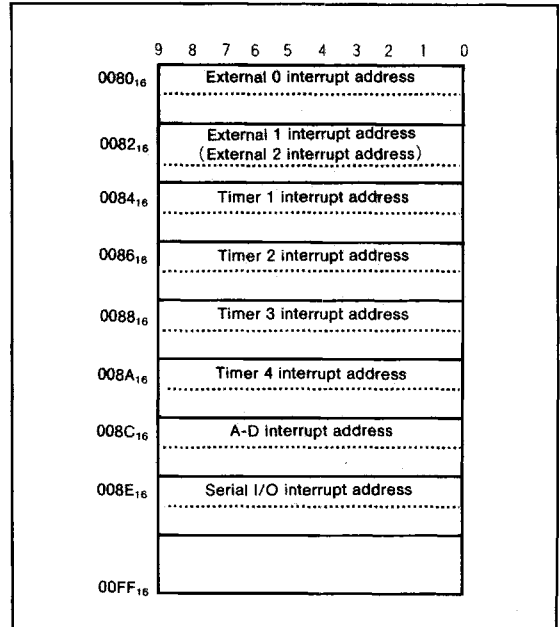 9 8 7 6 5 4 3 2 1 0
0080₁₆ External 0 interrupt address
0082₁₆ External 1 interrupt address
(External 2 interrupt address)
0084₁₆ Timer 1 interrupt address
0086₁₆ Timer 2 interrupt address
0088₁₆ Timer 3 interrupt address
008A₁₆ Timer 4 interrupt address
008C₁₆ A-D interrupt address
008E₁₆ Serial I/O interrupt address
00FF₁₆